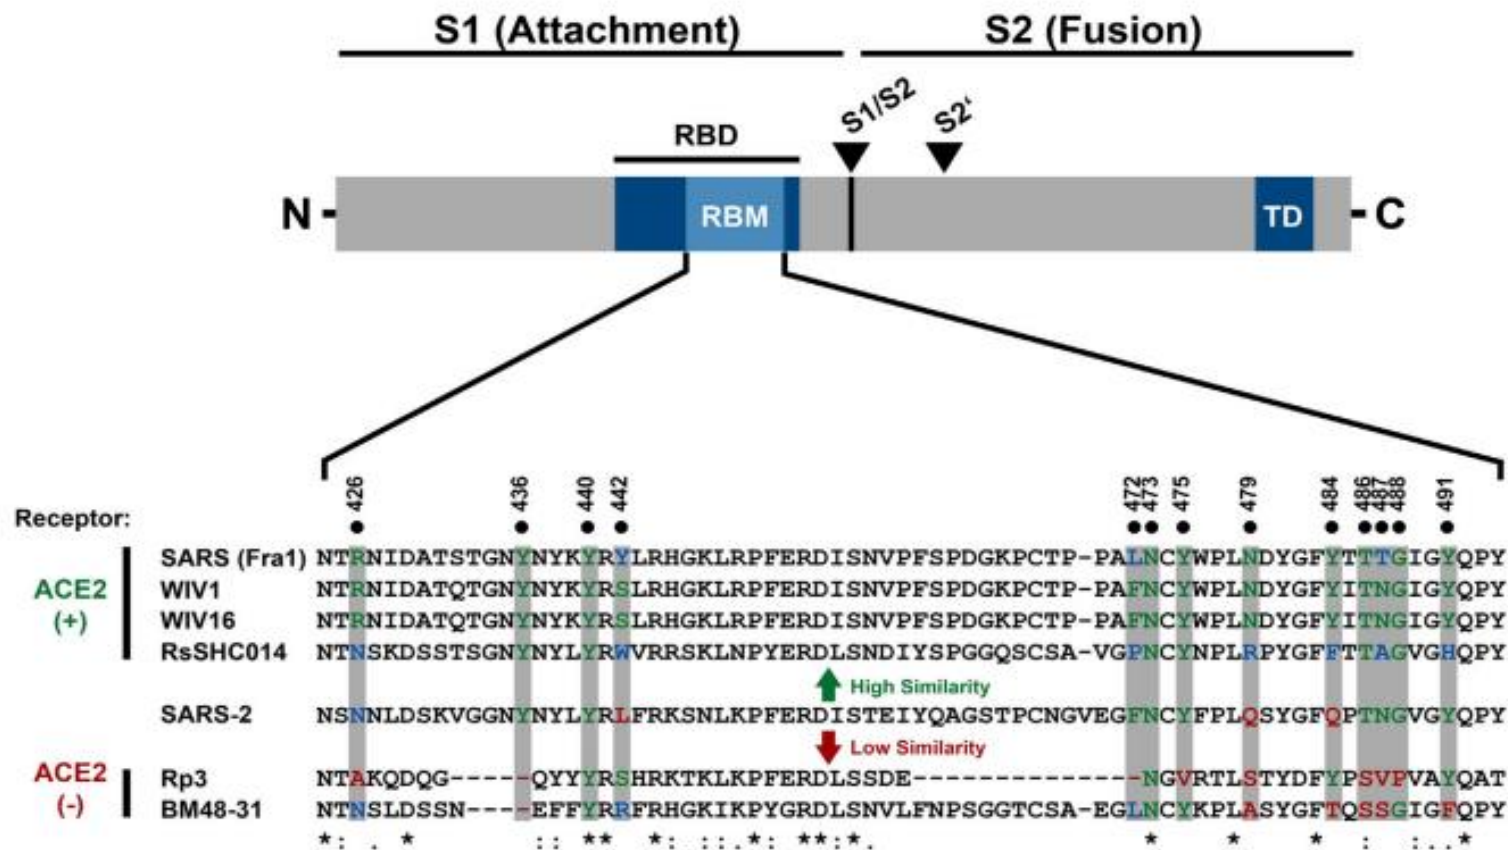 S1 (Attachment) S2 (Fusion)
S1/S2 S2‘
RBD
N RBM TD C
426 436 440 442 472 473 475 479 484 486 487 488 491
Receptor:
SARS (Fra1) NTRNIDATSTGNYNYKYRYLRHGKLRPFERDISNVPFSPDGKPCTP-PALNCYWPLNDYGFYTTTGIGYQPY
ACE2 (+)
WIV1 NTRNIDATQTGNYNYKYRSLRHGKLRPFERDISNVPFSPDGKPCTP-PAFNCYWPLNDYGFYITNGIGYQPY
WIV16 NTRNIDATQTGNYNYKYRSLRHGKLRPFERDISNVPFSPDGKPCTP-PAFNCYWPLNDYGFYITNGIGYQPY
RsSHC014 NTNSKDSSTSGNYNYLYRWVRRSKLNPYERDLSNDIYSPGGQSCSA-VGPNCYNPLRPYGFFTTAGVGHQPY
High Similarity
SARS-2 NSNNLDSKVGGNYNYLYRLFRKSNLKPFERDISTEIYQAGSTPCNGVEGFNCYFPLQSYGFQPTNGVGYQPY
Low Similarity
ACE2 (-)
Rp3 NTAKQDQG-----QYYYRSHRKTKLKPFERDLSSDE--------------NGVRTLSTYDFYPSVPVAYQAT
BM48-31 NTNSLDSSN----EFFYRRFRHGKIKPYGRDLSNVLFNPSGGTCSA-EGLNCYKPLASYGFTQSSGIGFQPY
*: . * :: ** *: ::. : **:*. * * * : :..*